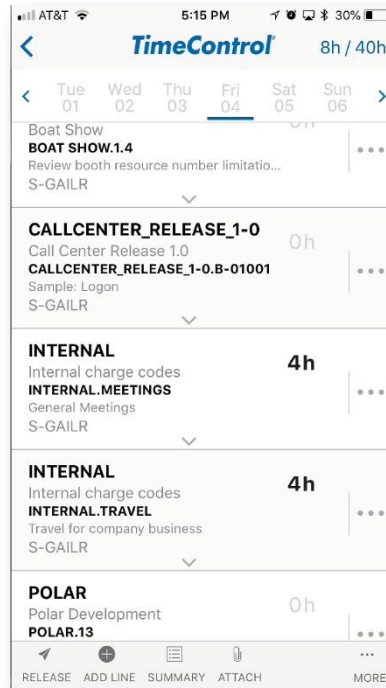 AT&T 5:15 PM 30%
TimeControl 8h / 40h
Tue Wed Thu Fri Sat Sun
01 02 03 04 05 06
Boat Show 0h
BOAT SHOW.1.4
Review booth resource number limitatio...
S-GAILR
CALLCENTER_RELEASE_1-0
Call Center Release 1.0 0h
CALLCENTER_RELEASE_1-0.B-01001
Sample: Logon
S-GAILR
INTERNAL
Internal charge codes 4h
INTERNAL.MEETINGS
General Meetings
S-GAILR
INTERNAL
Internal charge codes 4h
INTERNAL.TRAVEL
Travel for company business
S-GAILR
POLAR
Polar Development 0h
POLAR.13
RELEASE ADD LINE SUMMARY ATTACH MORE